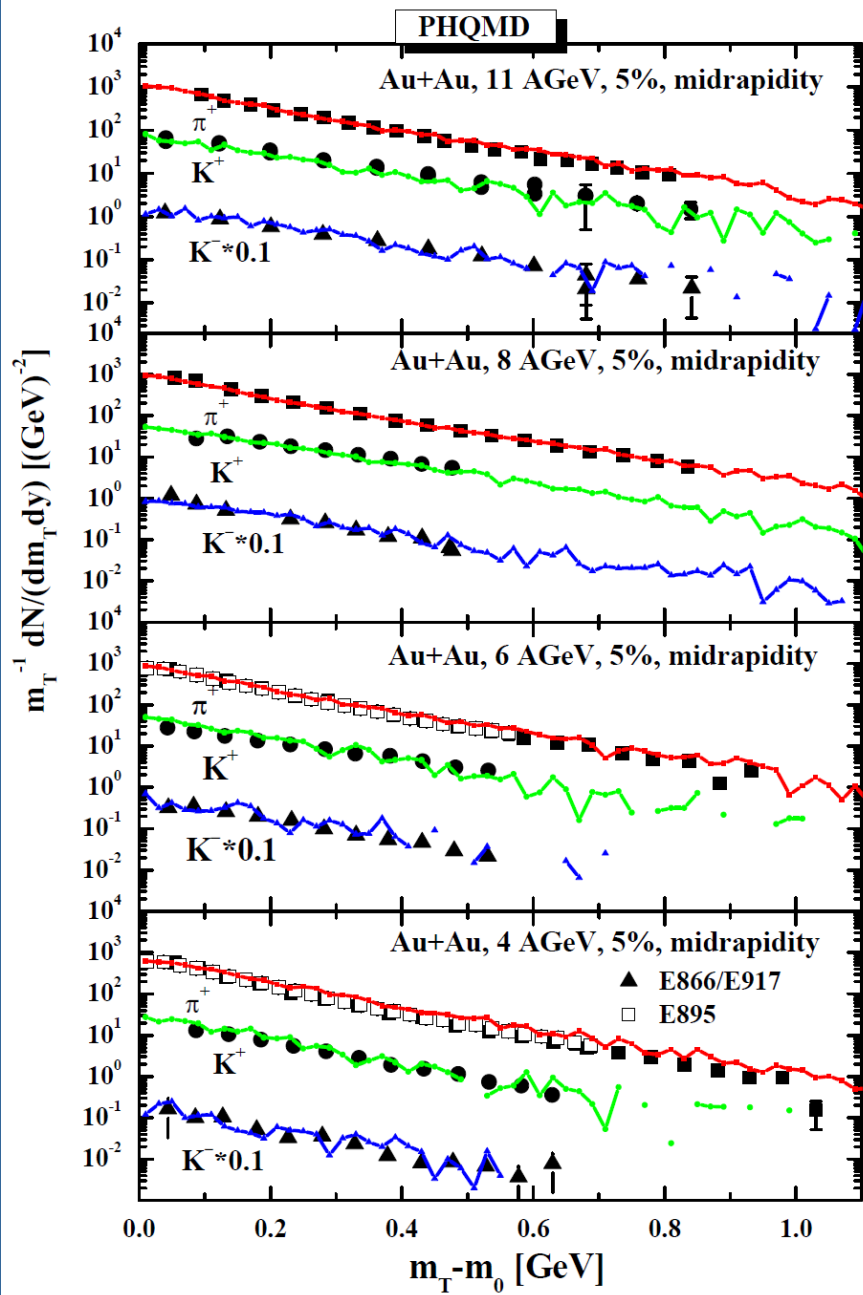 PHQMD
m_T^-1 dN/(dm_T dy) [(GeV)^-2]
10^4
10^3
10^2
10^1
10^0
10^-1
10^-2
Au+Au, 11 AGeV, 5%, midrapidity
π^+
K^+
K^-*0.1
10^4
10^3
10^2
10^1
10^0
10^-1
10^-2
Au+Au, 8 AGeV, 5%, midrapidity
π^+
K^+
K^-*0.1
10^4
10^3
10^2
10^1
10^0
10^-1
10^-2
Au+Au, 6 AGeV, 5%, midrapidity
π^+
K^+
K^-*0.1
10^4
10^3
10^2
10^1
10^0
10^-1
10^-2
Au+Au, 4 AGeV, 5%, midrapidity
E866/E917
E895
π^+
K^+
K^-*0.1
0.0 0.2 0.4 0.6 0.8 1.0
m_T-m_0 [GeV]